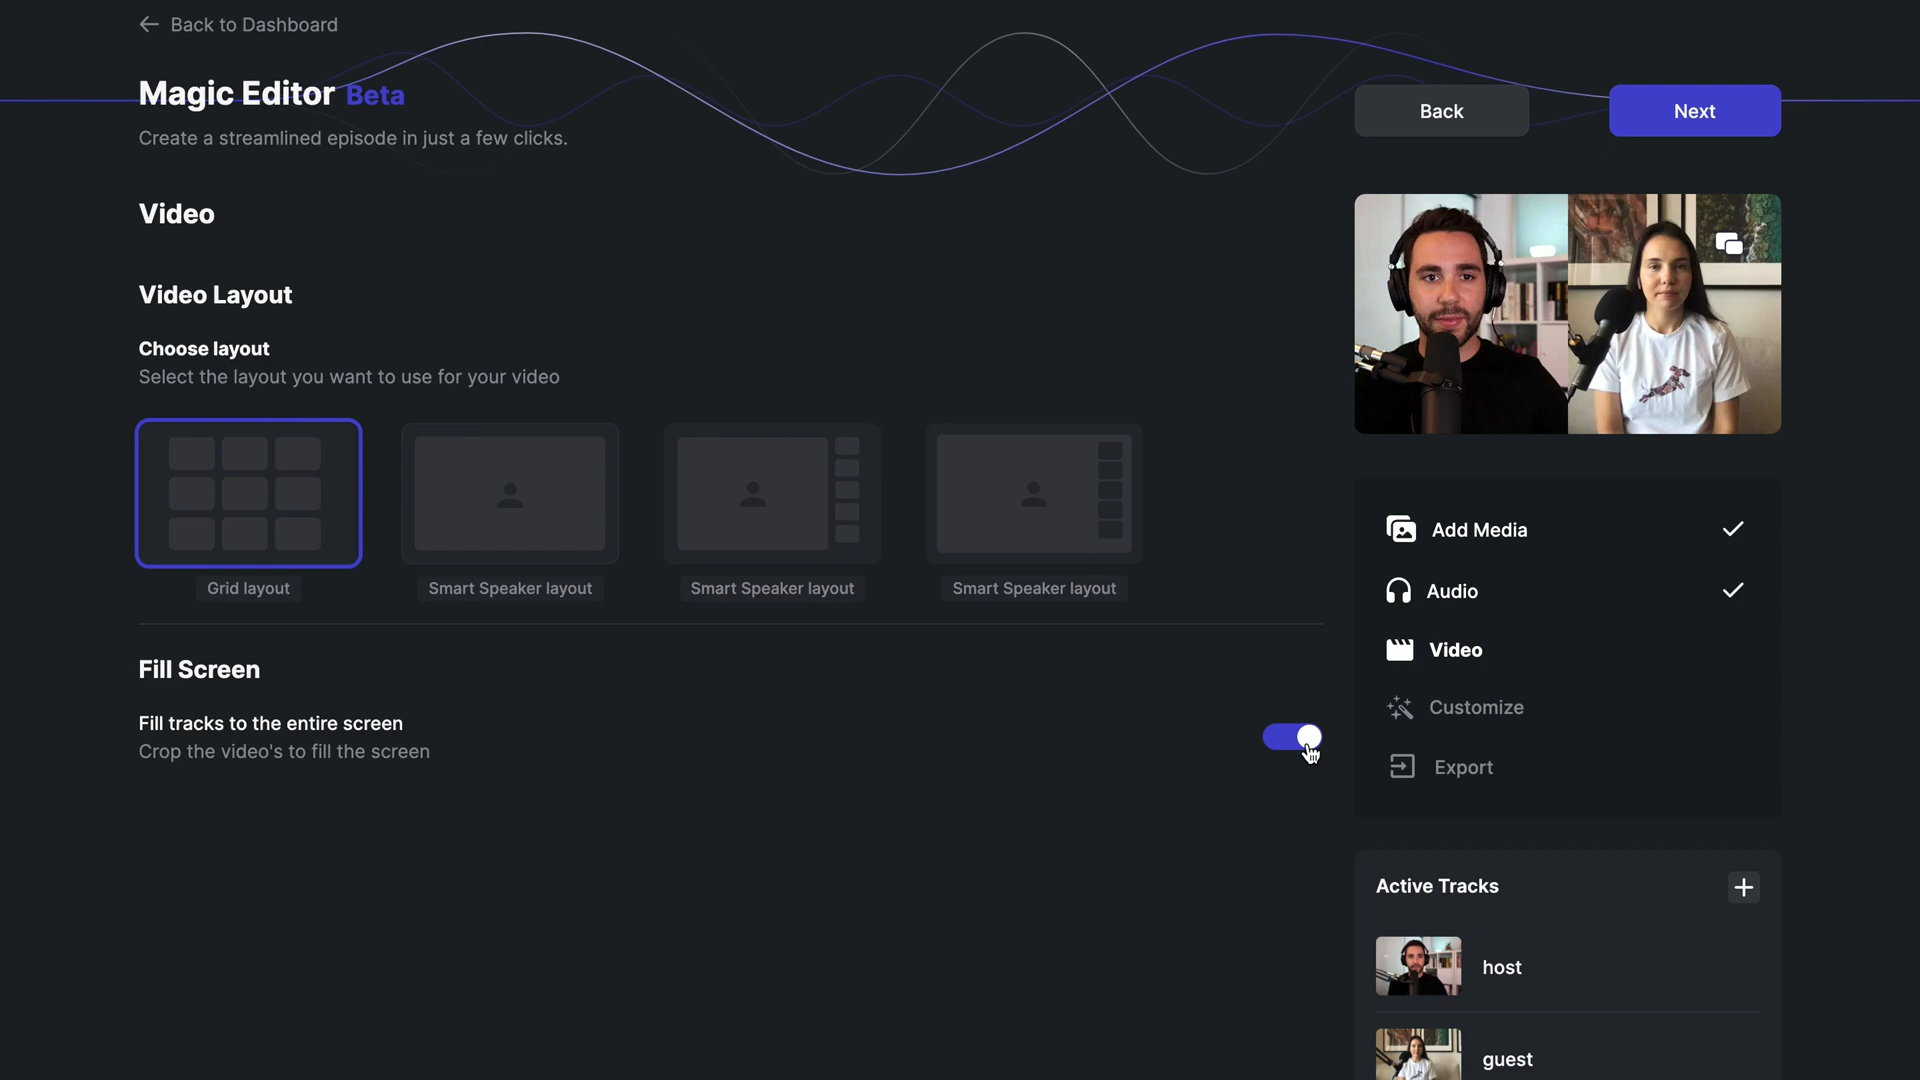 Back to Dashboard
Magic Editor Beta
Create a streamlined episode in just a few clicks.
Back
Next
Video
Video Layout
Choose layout
Select the layout you want to use for your video
Grid layout
Smart Speaker layout
Smart Speaker layout
Smart Speaker layout
Fill Screen
Fill tracks to the entire screen
Crop the video's to fill the screen
Add Media
Audio
Video
Customize
Export
Active Tracks
host
guest